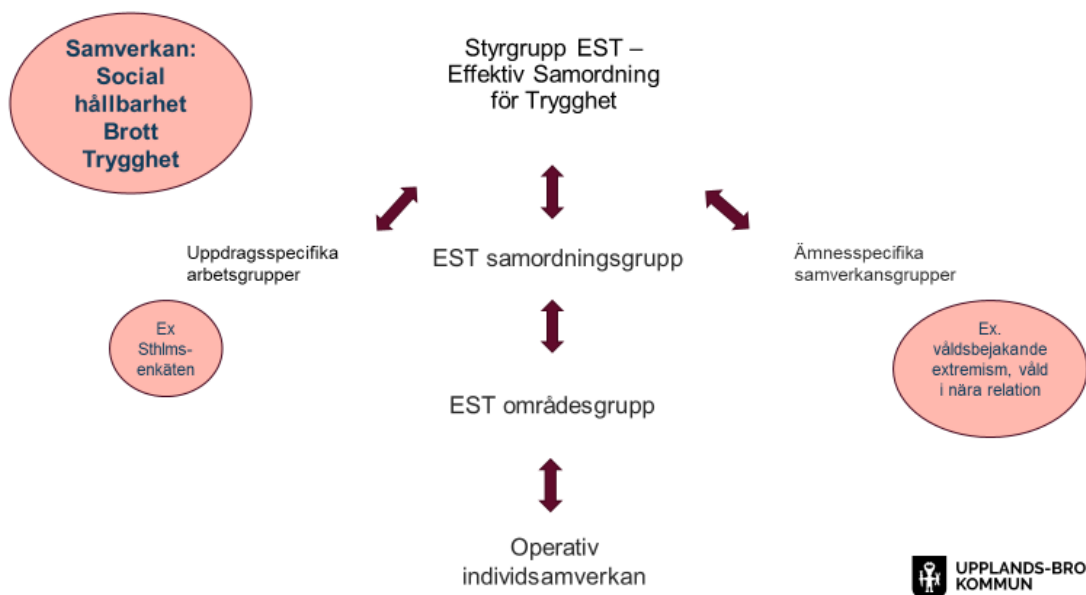 Samverkan:
Social
hållbarhet
Brott
Trygghet
Styrgrupp EST –
Effektiv Samordning
för Trygghet
Uppdragsspecifika
arbetsgrupper
EST samordningsgrupp
Ämnesspecifika
samverkansgrupper
Ex
Sthlms-
enkäten
Ex.
våldsbejakande
extremism, våld
i nära relation
EST områdesgrupp
Operativ
individsamverkan
UPPLANDS-BRO
KOMMUN